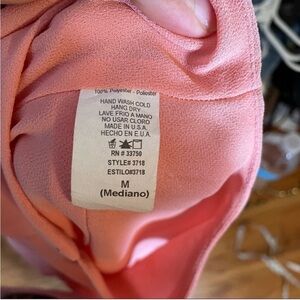 100% Polyester - Poliester
HAND WASH COLD
HANG DRY
LAVE FRIO A MANO
NO USAR CLORO
MADE IN U.S.A.
HECHO EN E.U.A.
RN # 33750
STYLE# 3718
ESTILO#3718
M
(Mediano)